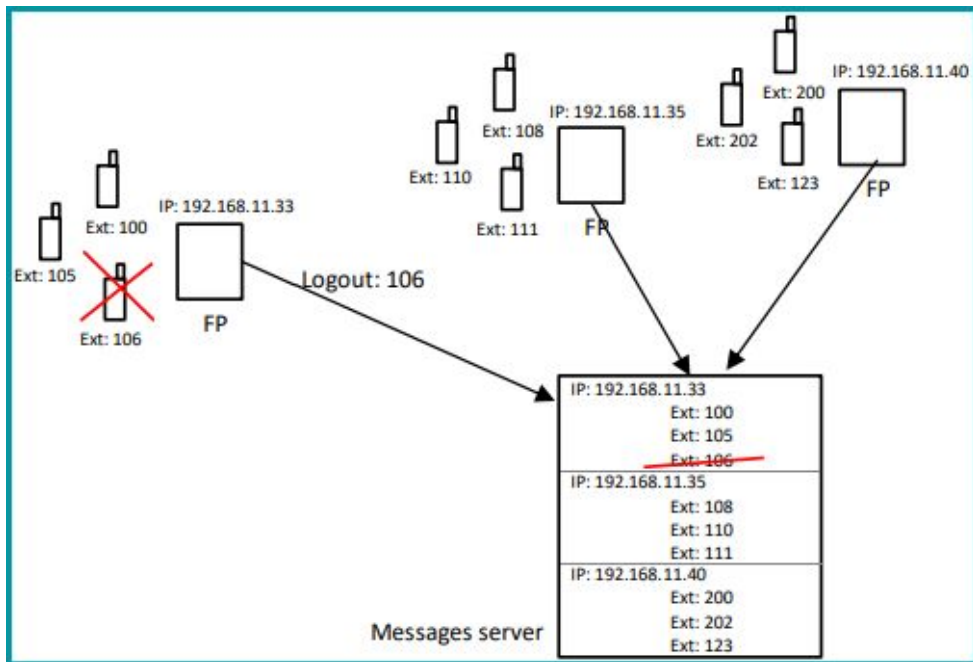 IP: 192.168.11.40
Ext: 200
Ext: 202
Ext: 123
FP
IP: 192.168.11.35
Ext: 108
Ext: 110
Ext: 111
FP
IP: 192.168.11.33
Ext: 100
Ext: 105
Ext: 106
FP
Logout: 106
IP: 192.168.11.33
Ext: 100
Ext: 105
Ext: 106
IP: 192.168.11.35
Ext: 108
Ext: 110
Ext: 111
IP: 192.168.11.40
Ext: 200
Ext: 202
Ext: 123
Messages server